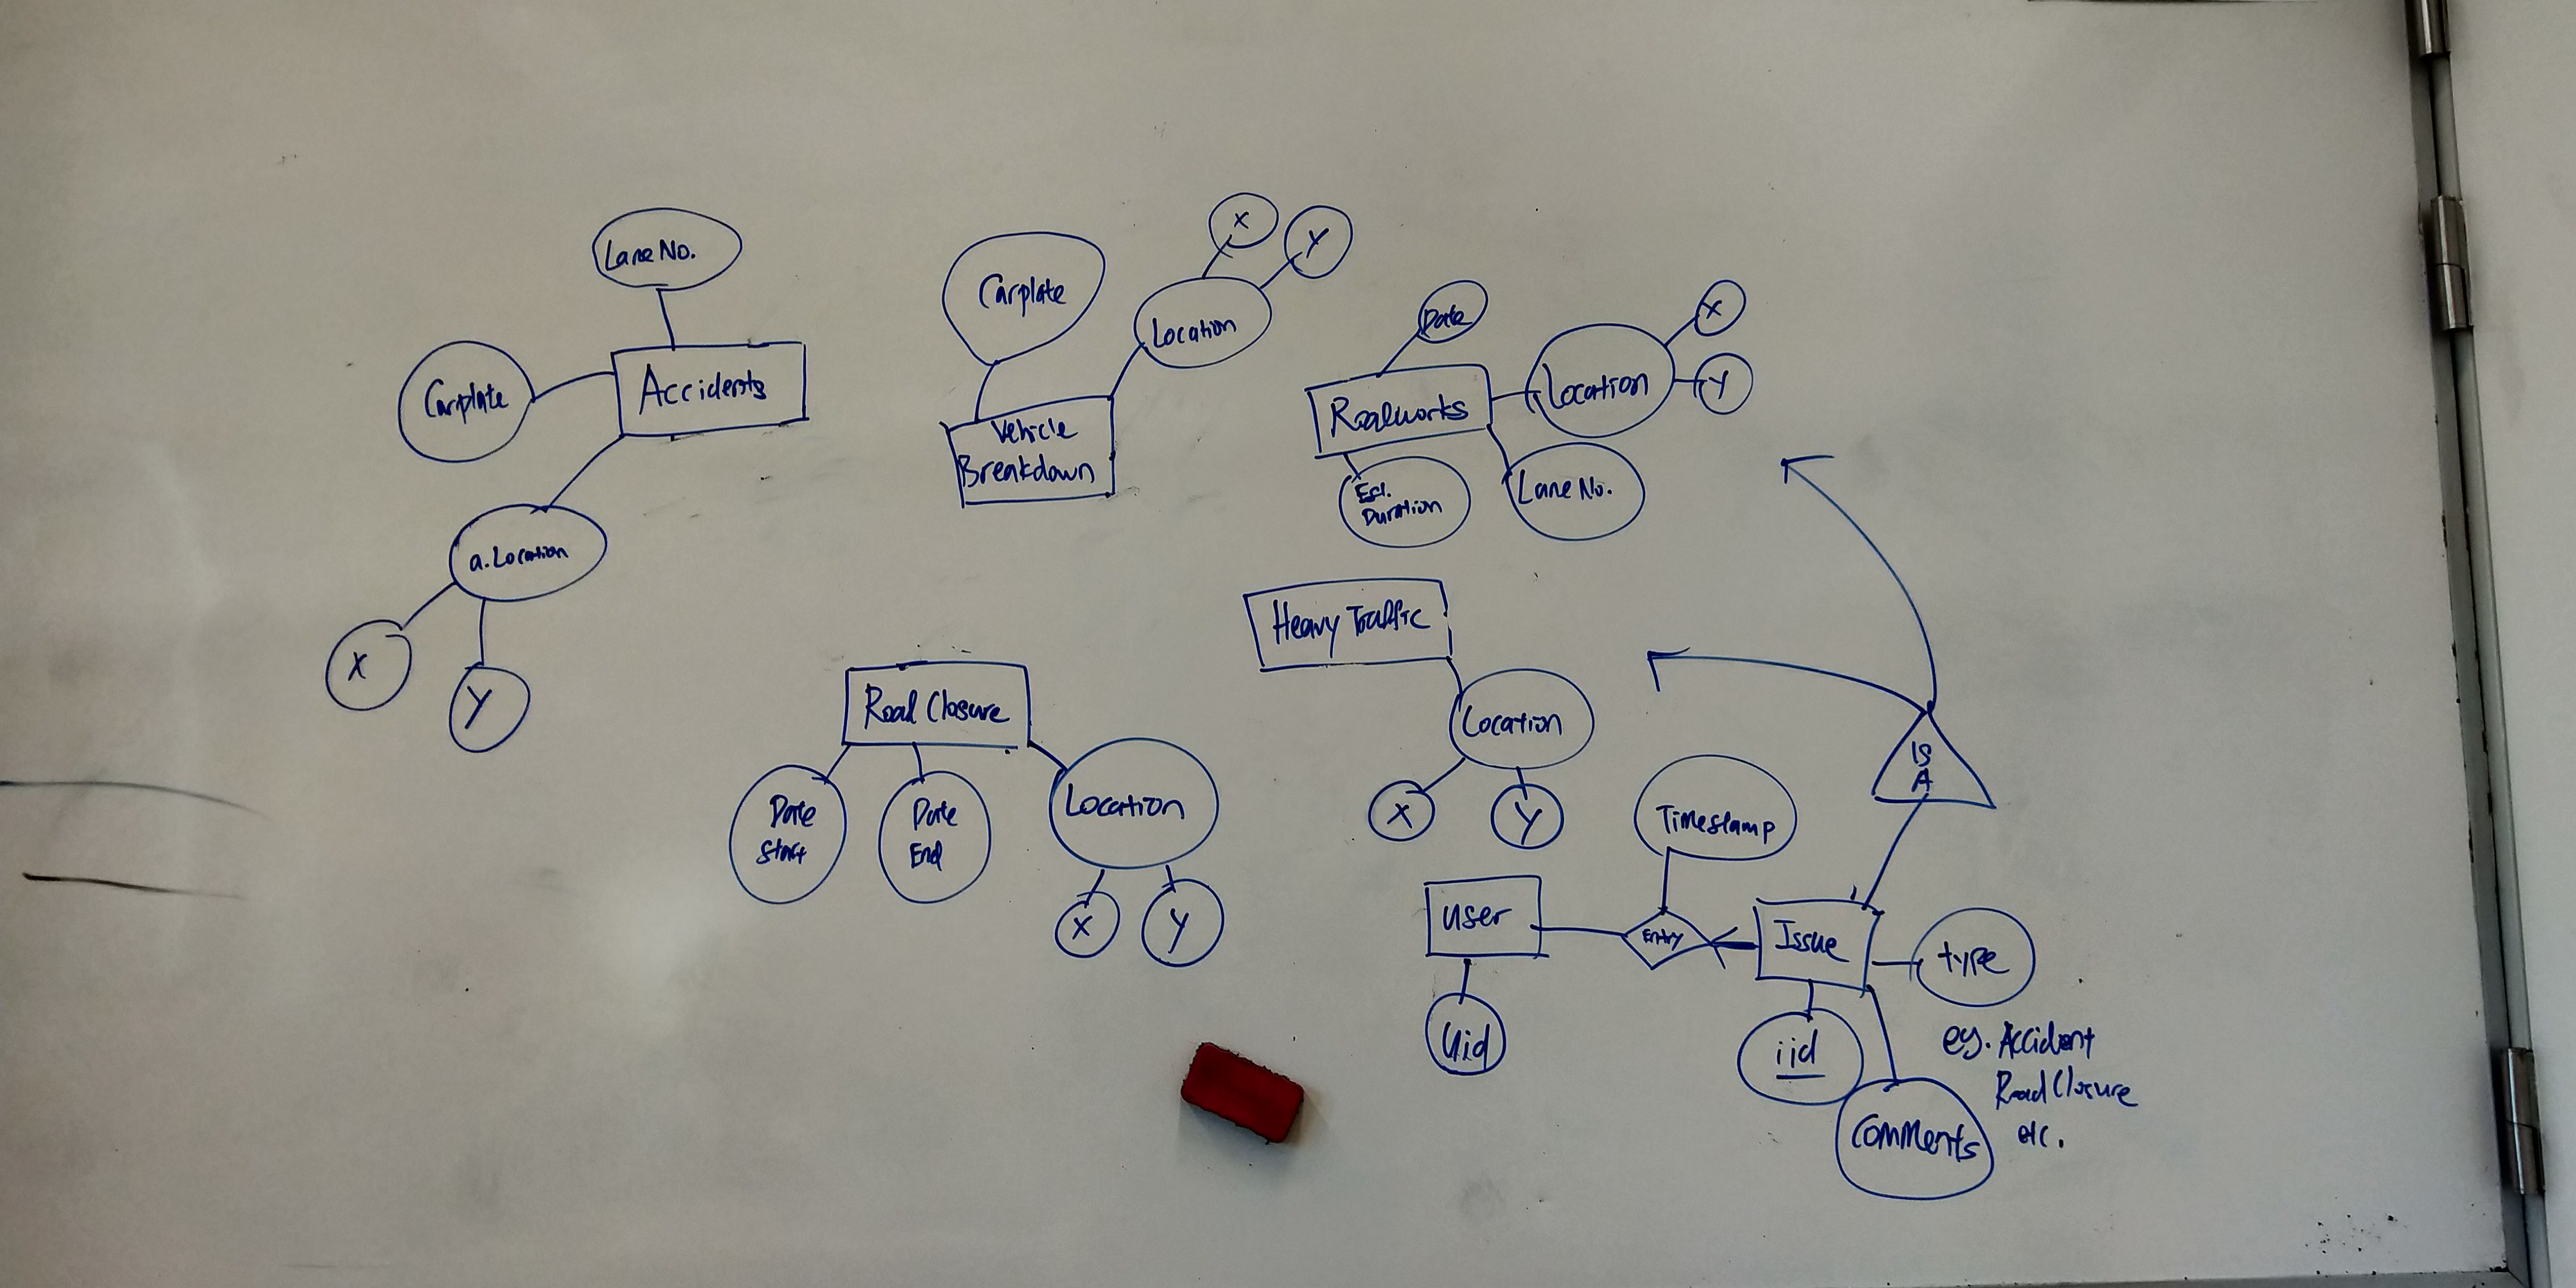 Lane No.
Carplate
Accidents
a. Location
X
Y
Carplate
X
Y
Location
Vehicle
Breakdown
Date
X
Location
Y
Roadworks
Est.
Duration
Lane No.
Heavy Traffic
Location
X
Y
Road Closure
Date
Start
Date
End
Location
X
Y
IS
A
Timestamp
User
Entry
Issue
type
Uid
iid
Comments
eg. Accident
Road Closure
etc.